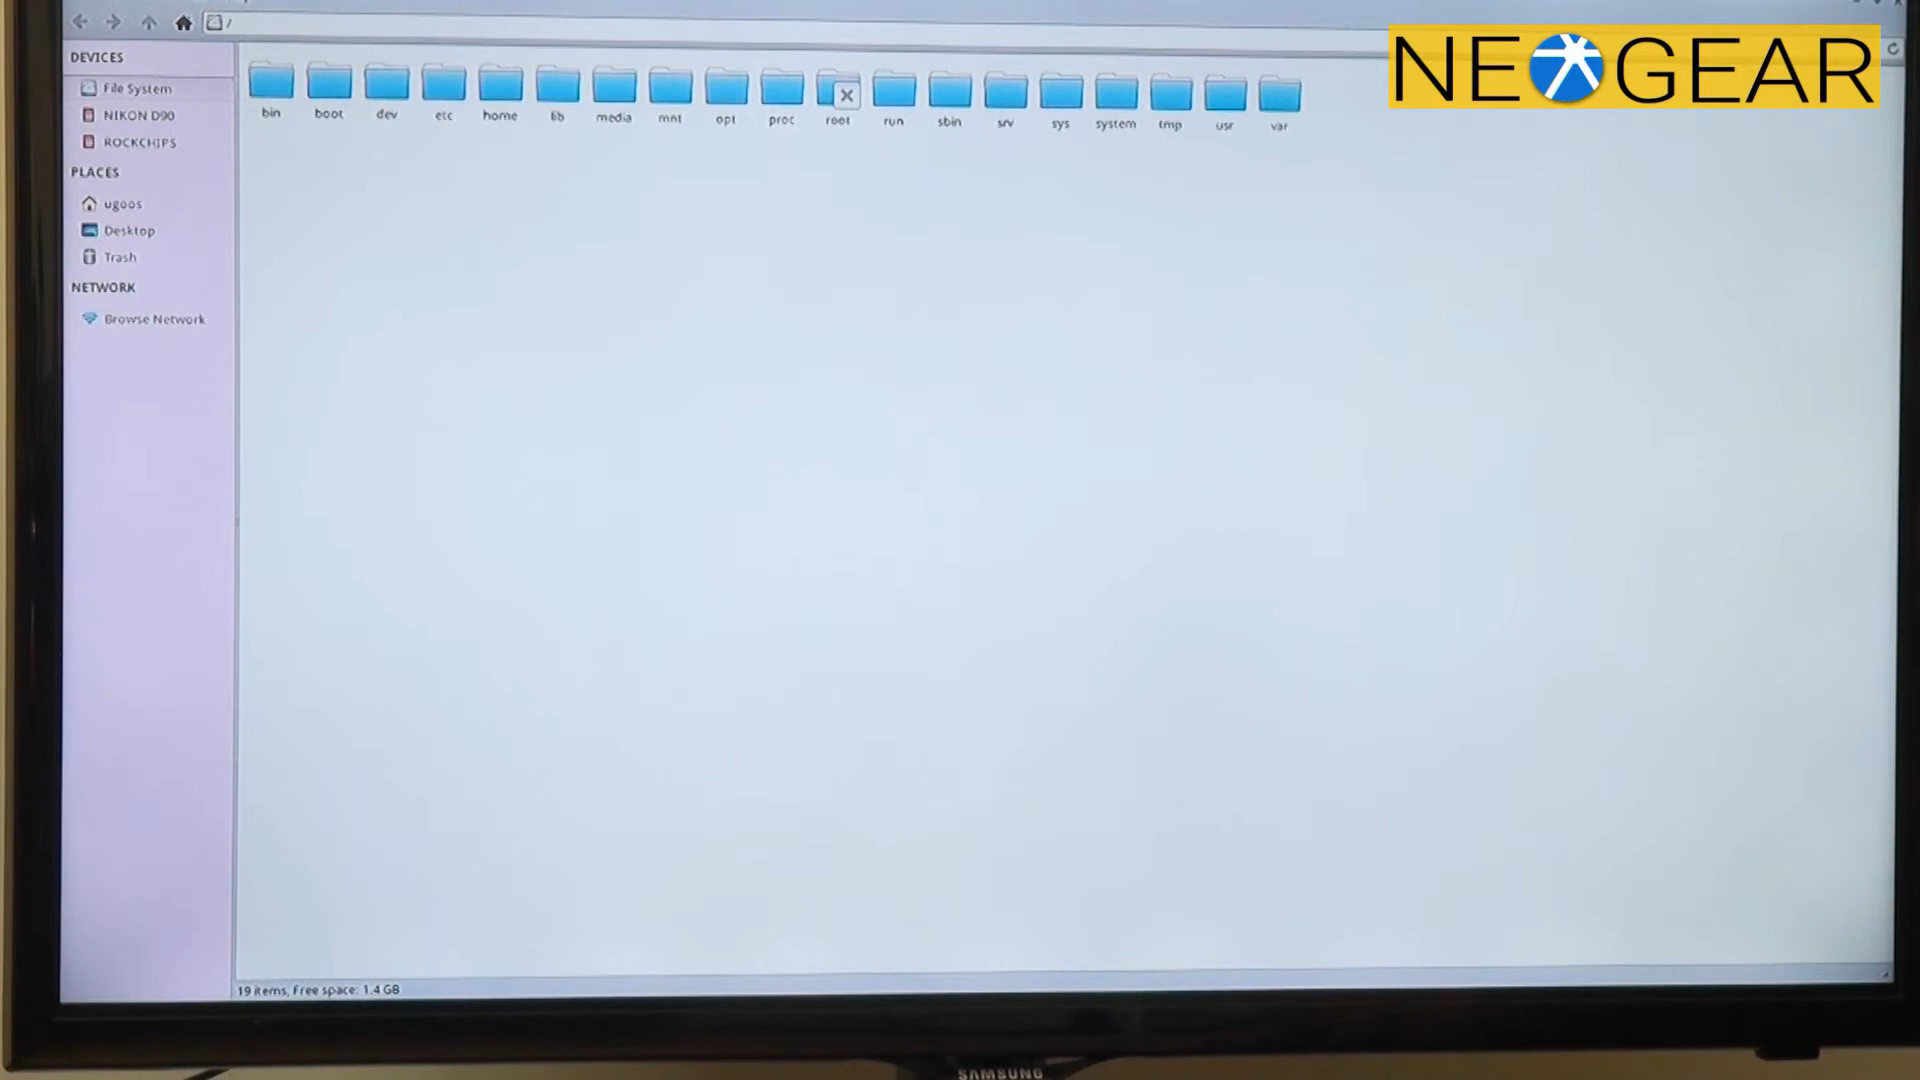 /
NEOGEAR
DEVICES
File System
NIKON D90
ROCKCHIPS
PLACES
ugoos
Desktop
Trash
NETWORK
Browse Network
bin boot dev etc home lib media mnt opt proc root run sbin srv sys system tmp usr var
19 items, Free space: 1.4 GB
SAMSUNG